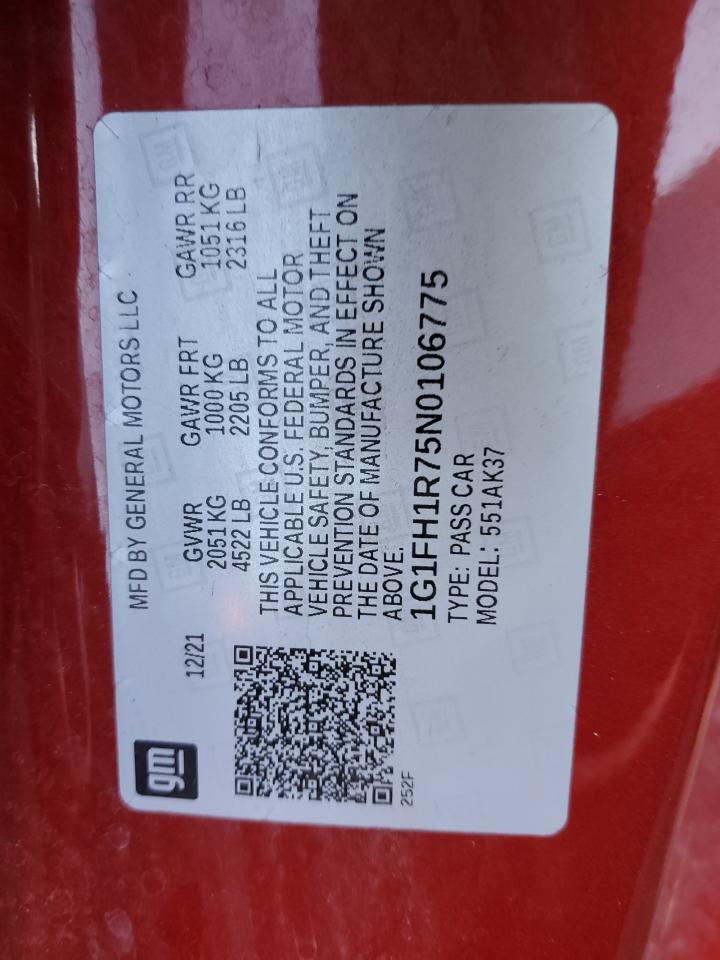 gm
MFD BY GENERAL MOTORS LLC
12/21 GVWR GAWR FRT GAWR RR
2051 KG 1000 KG 1051 KG
4522 LB 2205 LB 2316 LB
THIS VEHICLE CONFORMS TO ALL
APPLICABLE U.S. FEDERAL MOTOR
VEHICLE SAFETY, BUMPER, AND THEFT
PREVENTION STANDARDS IN EFFECT ON
THE DATE OF MANUFACTURE SHOWN
ABOVE.
1G1FH1R75N0106775
TYPE: PASS CAR
MODEL: 551AK37
252F